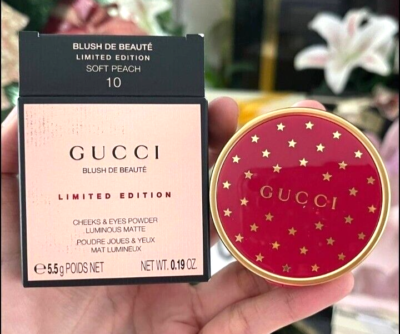 BLUSH DE BEAUTÉ
LIMITED EDITION
SOFT PEACH
10
GUCCI
BLUSH DE BEAUTÉ
LIMITED EDITION
CHEEKS & EYES POWDER
LUMINOUS MATTE
POUDRE JOUES & YEUX
MAT LUMINEUX
℮ 5.5g POIDS NET NET WT. 0.19 OZ.
GUCCI